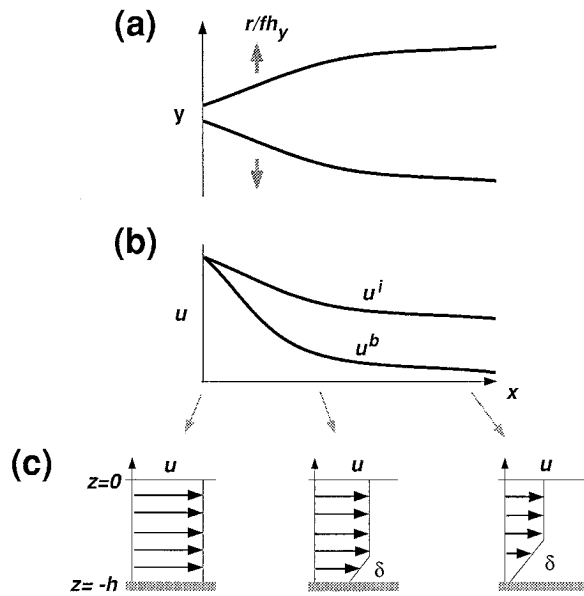 (a)
r/fh_y
y
(b)
u
u^i
u^b
x
(c)
u u u
z=0
δ δ
z= -h